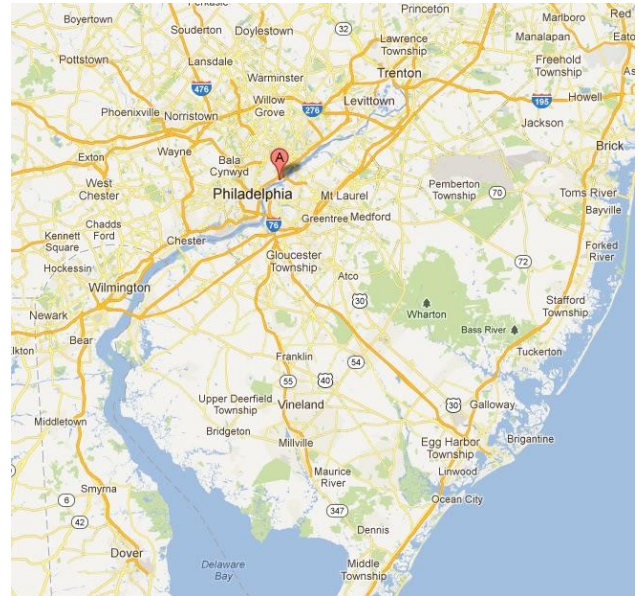 Perkasie
Princeton
Boyertown
Souderton
Doylestown
32
Marlboro
Red
Manalapan
Eato
Lawrence
Township
Freehold
Township
Pottstown
Lansdale
Warminster
Trenton
476
Willow
Grove
Levittown
195
Howell
Phoenixville
Norristown
276
Jackson
Brick
Exton
Wayne
Bala
Cynwyd
A
West
Chester
Philadelphia
Mt Laurel
Pemberton
Township
70
Toms River
Bayville
Chadds
Ford
76
Greentree
Medford
Kennett
Square
Chester
Forked
River
Hockessin
Gloucester
Township
Atco
72
Wilmington
30
Stafford
Township
Newark
Wharton
Bass River
Elkton
Bear
Tuckerton
Franklin
54
55
40
Upper Deerfield
Township
Vineland
30
Galloway
Middletown
Bridgeton
Millville
Egg Harbor
Township
Brigantine
Linwood
Maurice
River
Smyrna
Ocean City
6
42
347
Dennis
Dover
Delaware
Bay
Middle
Township